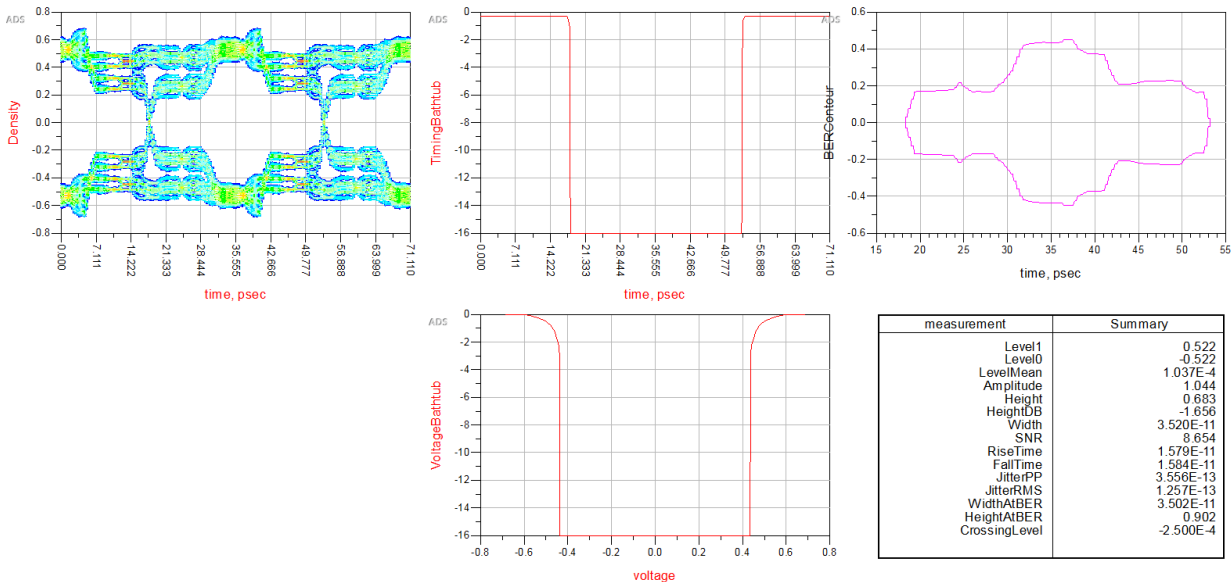 ADS
Density
0.8
0.6
0.4
0.2
0.0
-0.2
-0.4
-0.6
-0.8
0.000
7.111
14.222
21.333
28.444
35.555
42.666
49.777
56.888
63.999
71.110
time, psec
ADS
TimingBathtub
0
-2
-4
-6
-8
-10
-12
-14
-16
0.000
7.111
14.222
21.333
28.444
35.555
42.666
49.777
56.888
63.999
71.110
time, psec
ADS
BERContour
0.6
0.4
0.2
0.0
-0.2
-0.4
-0.6
15
20
25
30
35
40
45
50
55
time, psec
ADS
VoltageBathtub
0
-2
-4
-6
-8
-10
-12
-14
-16
-0.8
-0.6
-0.4
-0.2
0.0
0.2
0.4
0.6
0.8
voltage
measurement Summary
Level1 0.522
Level0 -0.522
LevelMean 1.037E-4
Amplitude 1.044
Height 0.683
HeightDB -1.656
Width 3.520E-11
SNR 8.654
RiseTime 1.579E-11
FallTime 1.584E-11
JitterPP 3.556E-13
JitterRMS 1.257E-13
WidthAtBER 3.502E-11
HeightAtBER 0.902
CrossingLevel -2.500E-4